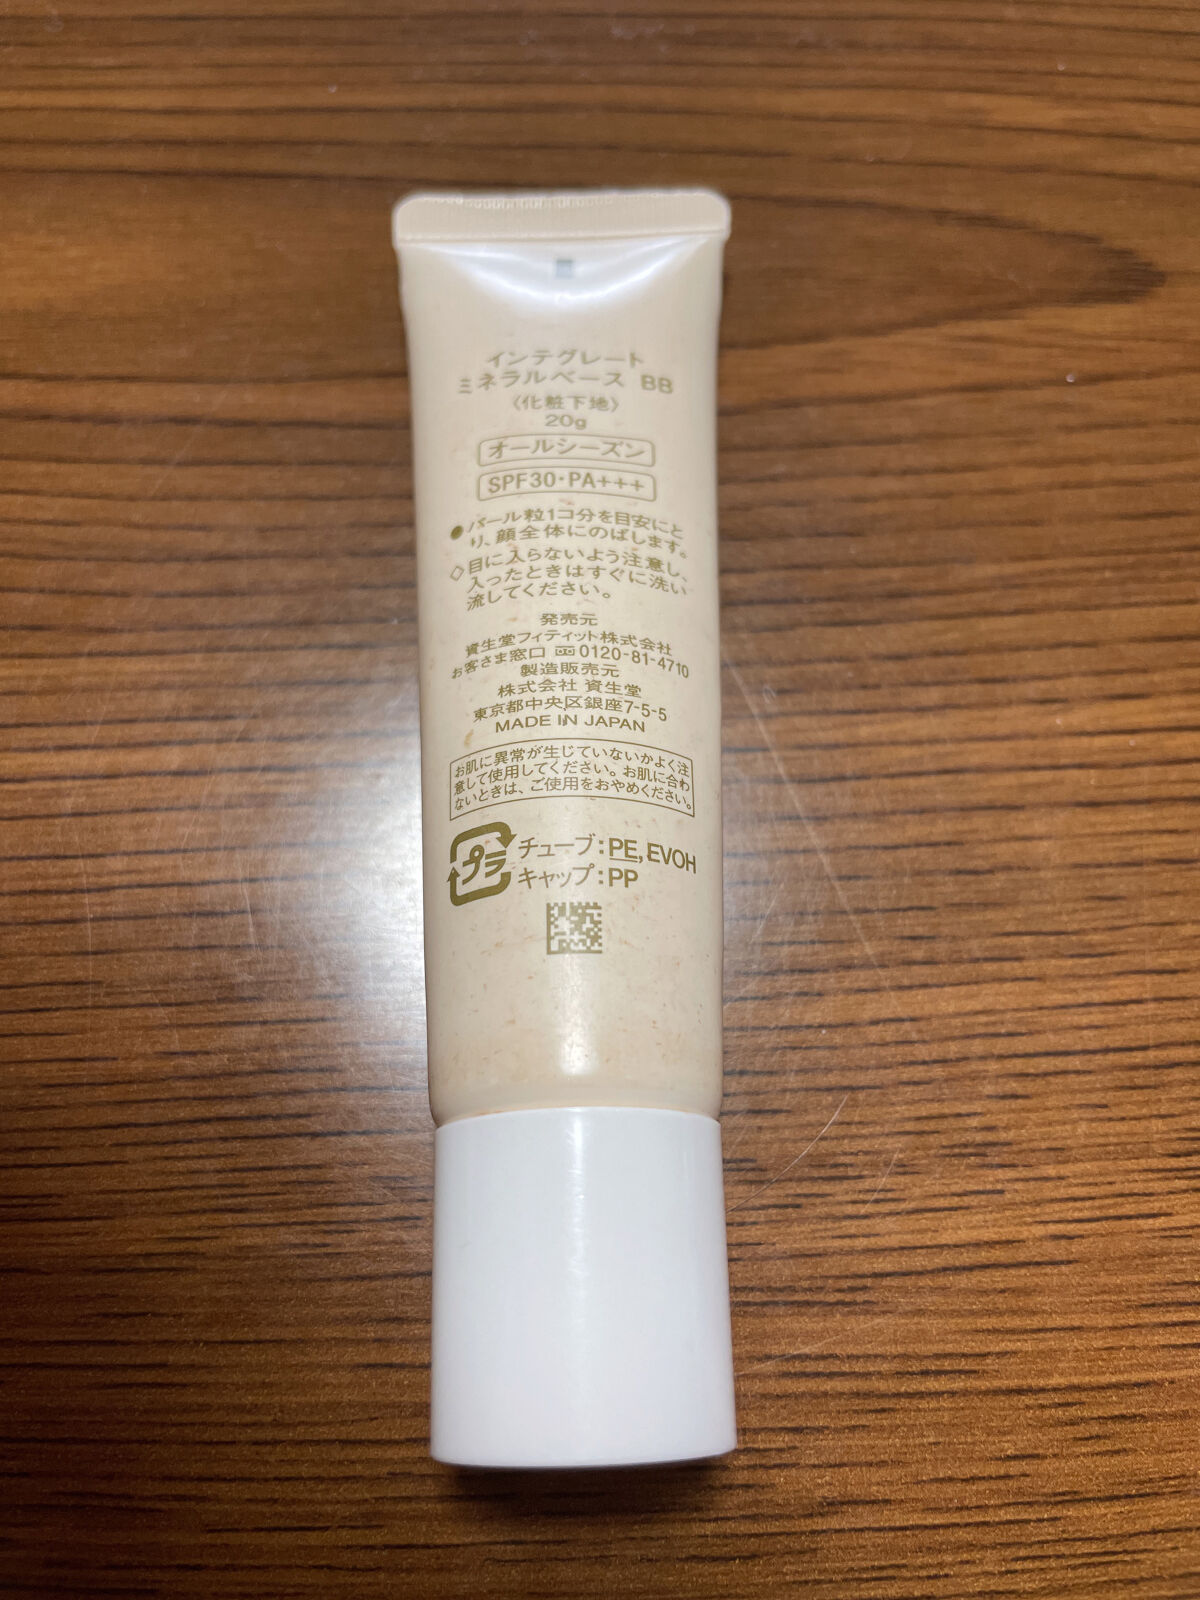 インテグレート
ミネラルベース BB
〈化粧下地〉
20g
オールシーズン
SPF30・PA+++
●パール粒1コ分を目安にと
り、顔全体にのばします。
◇目に入らないよう注意し、
入ったときはすぐに洗い
流してください。
発売元
資生堂フィティット株式会社
お客さま窓口 0120-81-4710
製造販売元
株式会社 資生堂
東京都中央区銀座7-5-5
MADE IN JAPAN
お肌に異常が生じていないかよく注
意して使用してください。お肌に合わ
ないときは、ご使用をおやめください。
プラ
チューブ：PE, EVOH
キャップ：PP